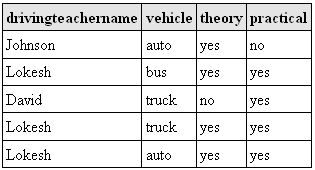 drivingteachername vehicle theory practical
Johnson auto yes no
Lokesh bus yes yes
David truck no yes
Lokesh truck yes yes
Lokesh auto yes yes